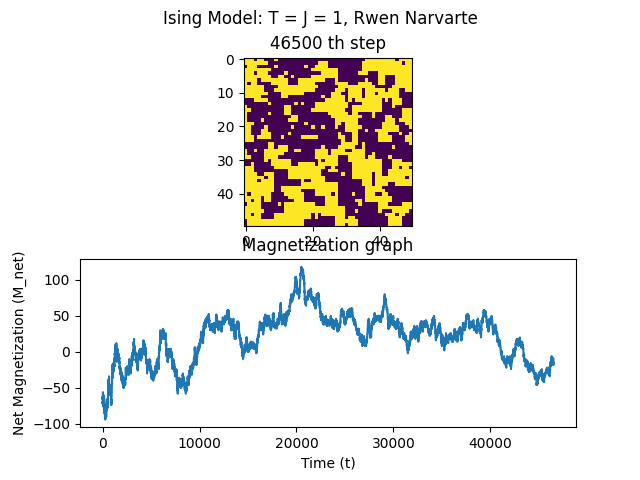 Ising Model: T = J = 1, Rwen Narvarte
46500 th step
0
10
20
30
40
0 20 40
Magnetization graph
Net Magnetization (M_net)
100
50
0
−50
−100
0 10000 20000 30000 40000
Time (t)